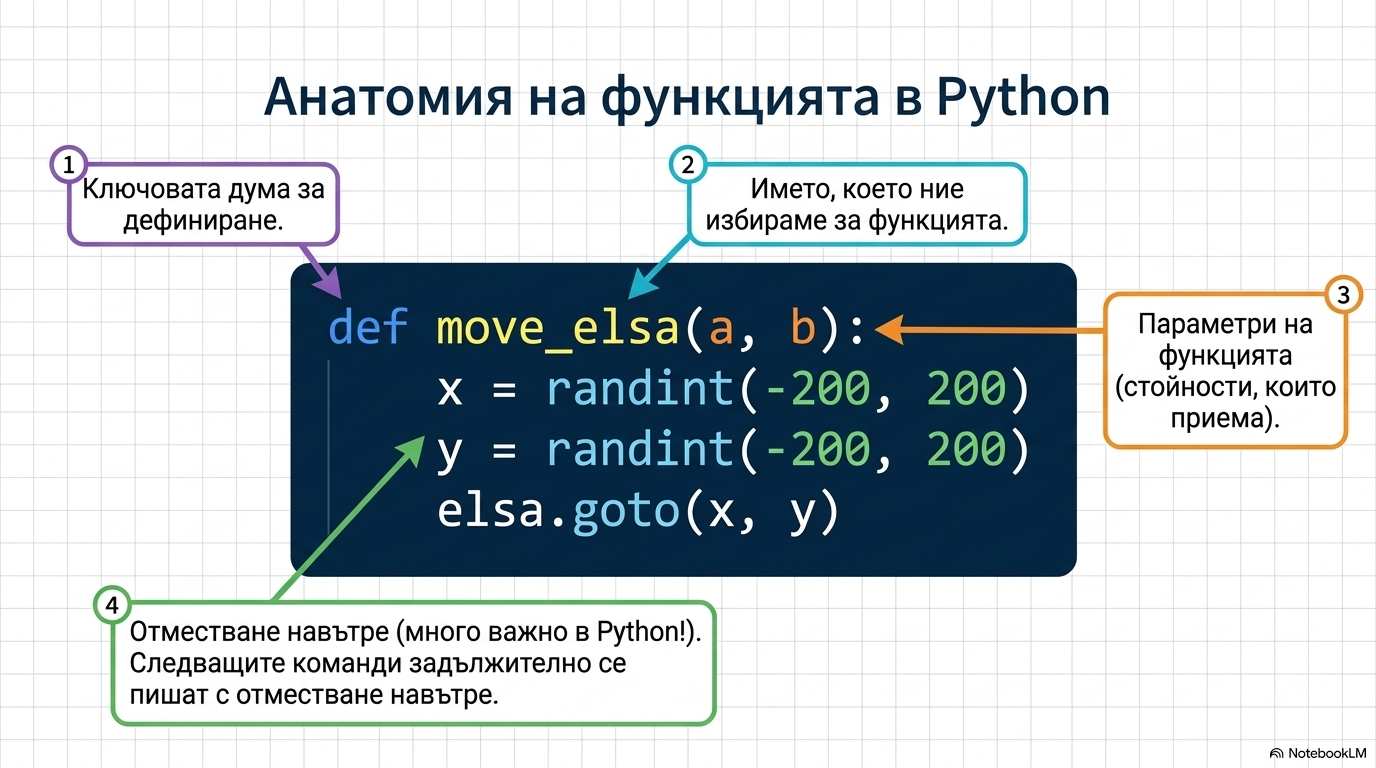 Анатомия на функцията в Python
1
Ключовата дума за
дефиниране.
2
Името, което ние
избираме за функцията.
3
Параметри на
функцията
(стойности, които
приема).
def move_elsa(a, b):
    x = randint(-200, 200)
    y = randint(-200, 200)
    elsa.goto(x, y)
4
Отместване навътре (много важно в Python!).
Следващите команди задължително се
пишат с отместване навътре.
NotebookLM